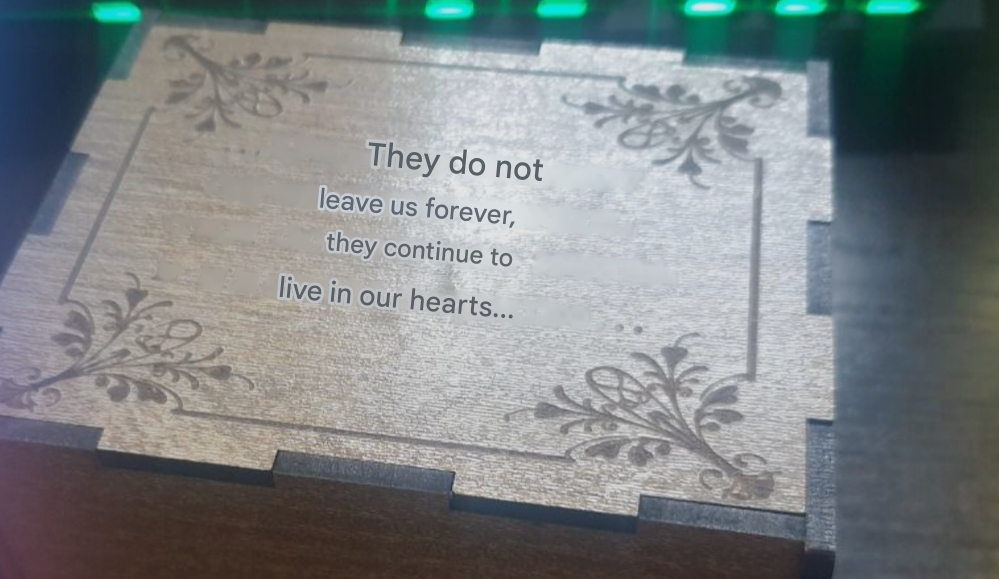 They do not
leave us forever,
they continue to
live in our hearts...